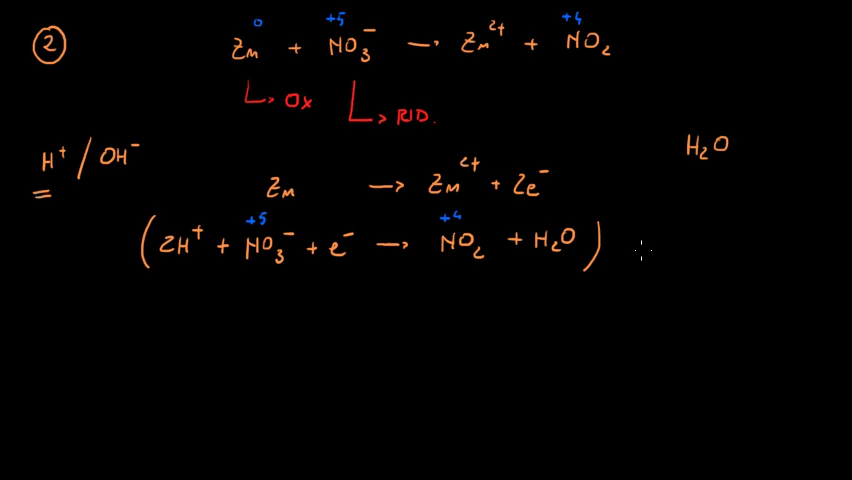 0 +5 +4
② Zn + NO₃⁻ → Zn²⁺ + NO₂
↳ OX ↳ RID.
H⁺ / OH⁻ H₂O
Zn → Zn²⁺ + 2e⁻
+5 +4
(2H⁺ + NO₃⁻ + e⁻ → NO₂ + H₂O)